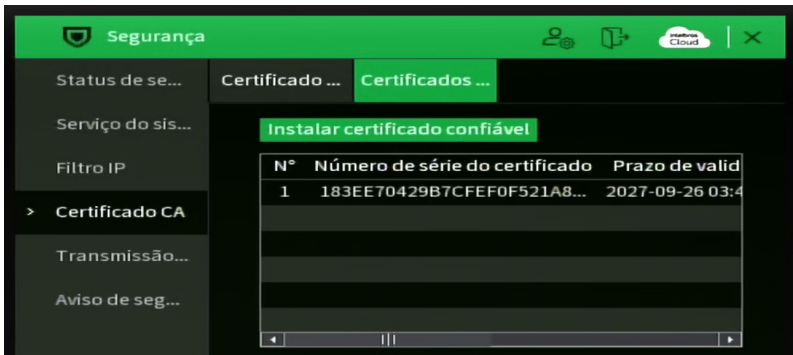 Segurança
intelbras Cloud
Status de se...
Certificado ...
Certificados ...
Serviço do sis...
Instalar certificado confiável
Filtro IP
N° Número de série do certificado Prazo de valid
1 183EE70429B7CFEF0F521A8... 2027-09-26 03:4
> Certificado CA
Transmissão...
Aviso de seg...